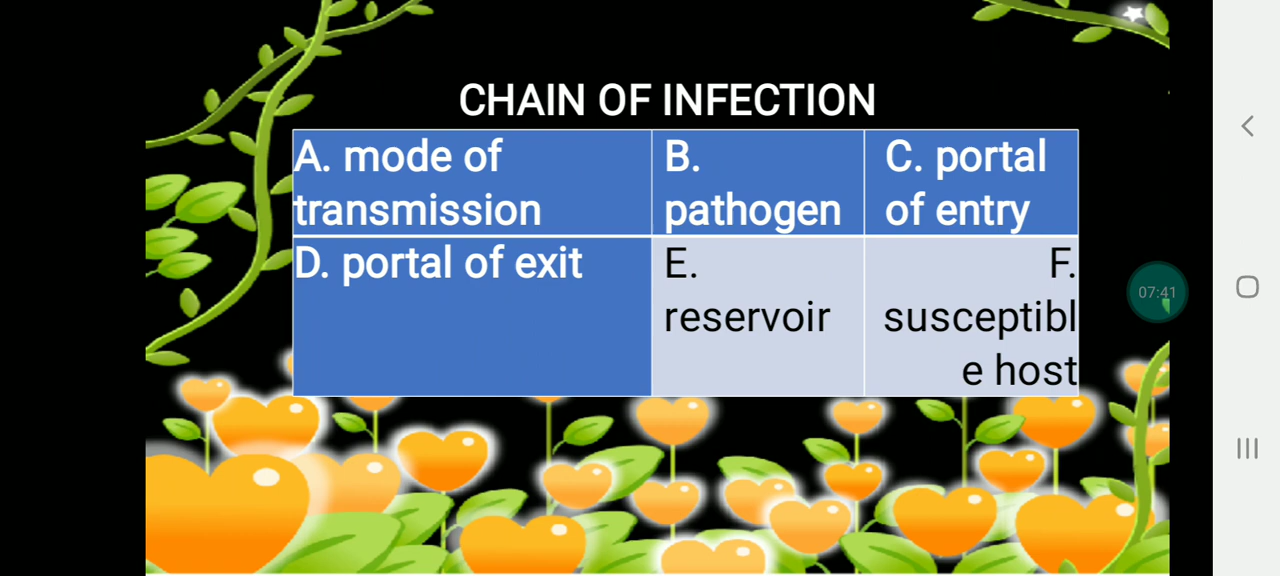 CHAIN OF INFECTION
A. mode of
transmission
B.
pathogen
C. portal
of entry
D. portal of exit
E.
reservoir
F.
susceptibl
e host
07:41